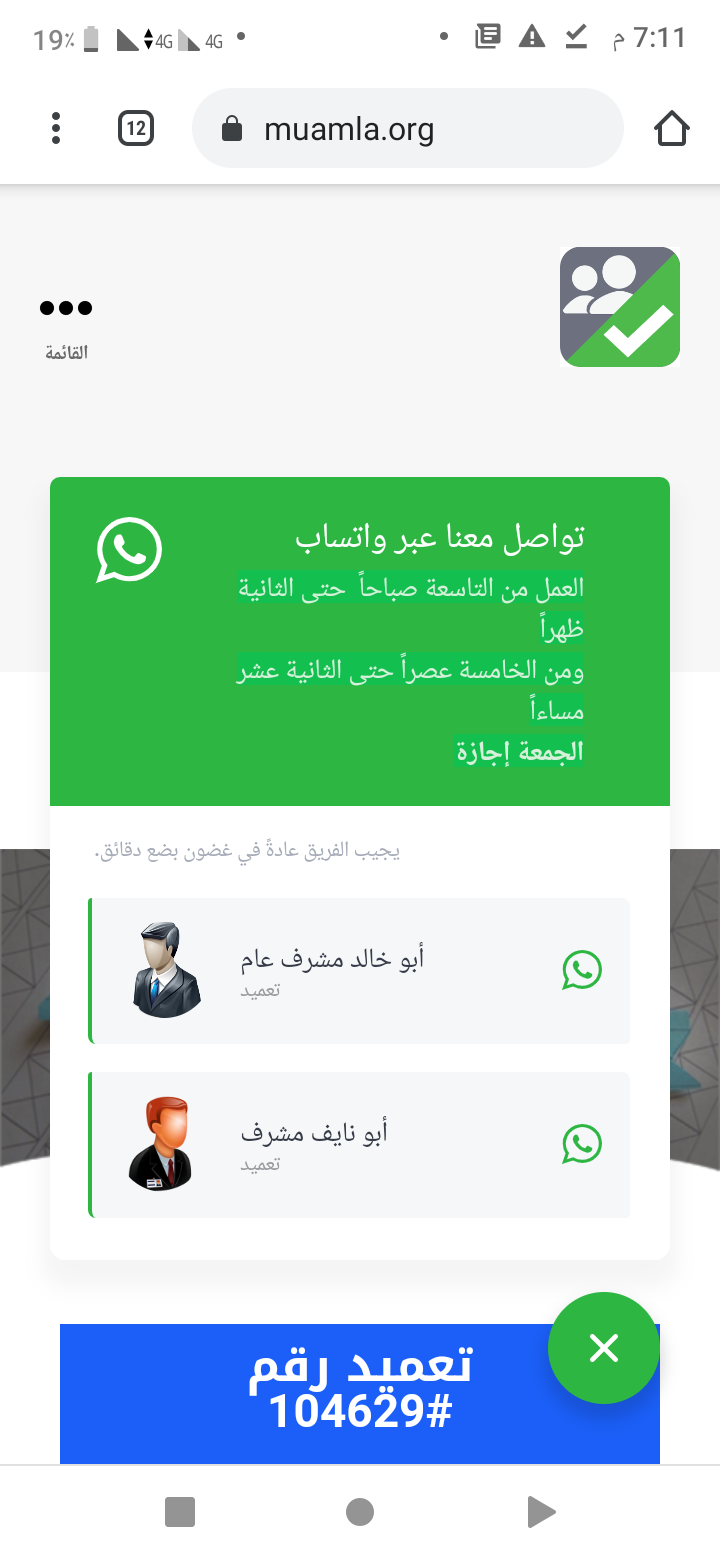 19٪ 4G 4G م 7:11
12 muamla.org
القائمة
تواصل معنا عبر واتساب
العمل من التاسعة صباحاً حتى الثانية
ظهراً
ومن الخامسة عصراً حتى الثانية عشر
مساءاً
الجمعة إجازة
يجيب الفريق عادةً في غضون بضع دقائق.
أبو خالد مشرف عام
تعميد
أبو نايف مشرف
تعميد
تعميد رقم
104629#